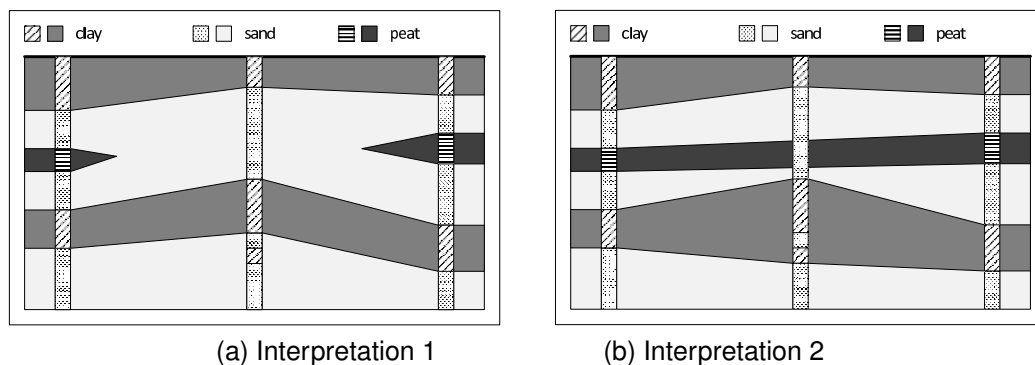 clay sand peat
clay sand peat
(a) Interpretation 1
(b) Interpretation 2